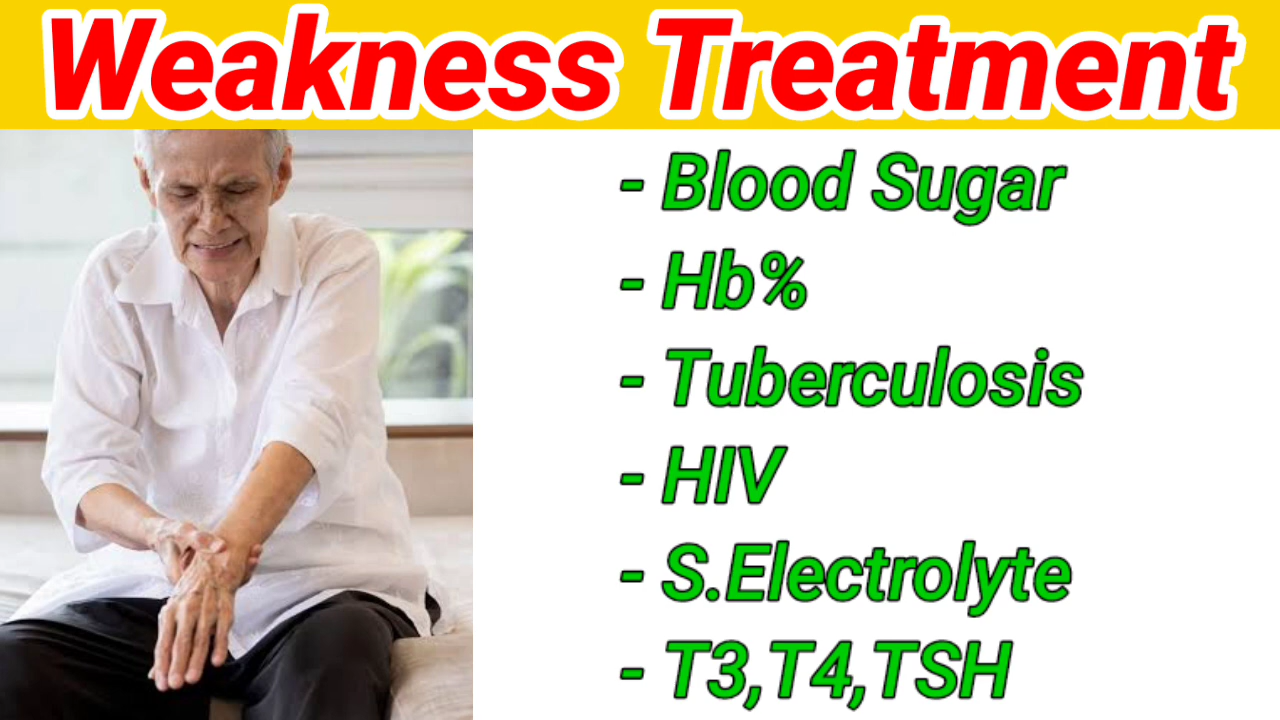 Weakness Treatment
- Blood Sugar
- Hb%
- Tuberculosis
- HIV
- S.Electrolyte
- T3,T4,TSH